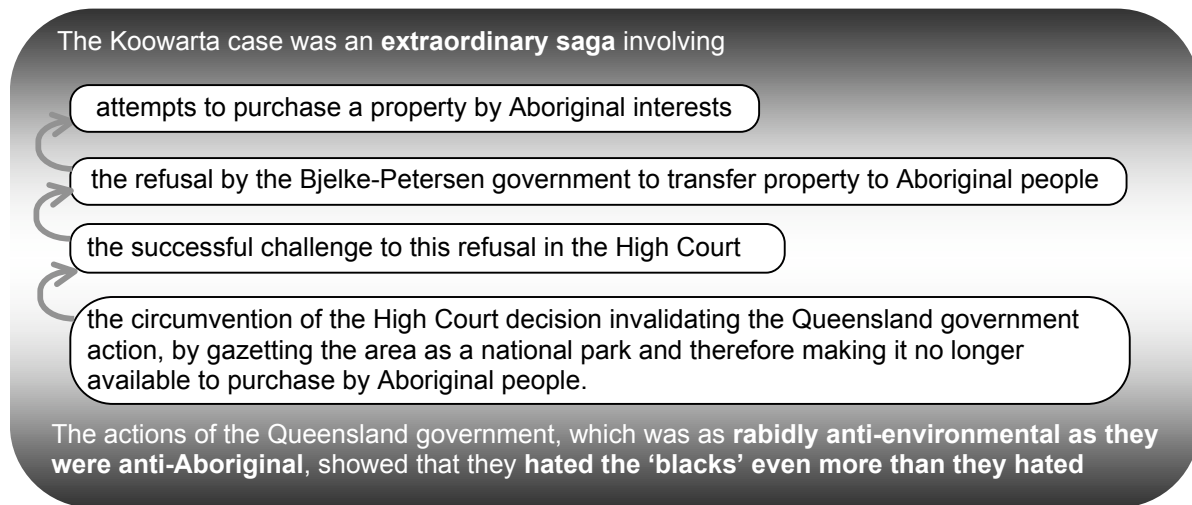 The Koowarta case was an extraordinary saga involving
attempts to purchase a property by Aboriginal interests
the refusal by the Bjelke-Petersen government to transfer property to Aboriginal people
the successful challenge to this refusal in the High Court
the circumvention of the High Court decision invalidating the Queensland government
action, by gazetting the area as a national park and therefore making it no longer
available to purchase by Aboriginal people.
The actions of the Queensland government, which was as rabidly anti-environmental as they
were anti-Aboriginal, showed that they hated the ‘blacks’ even more than they hated